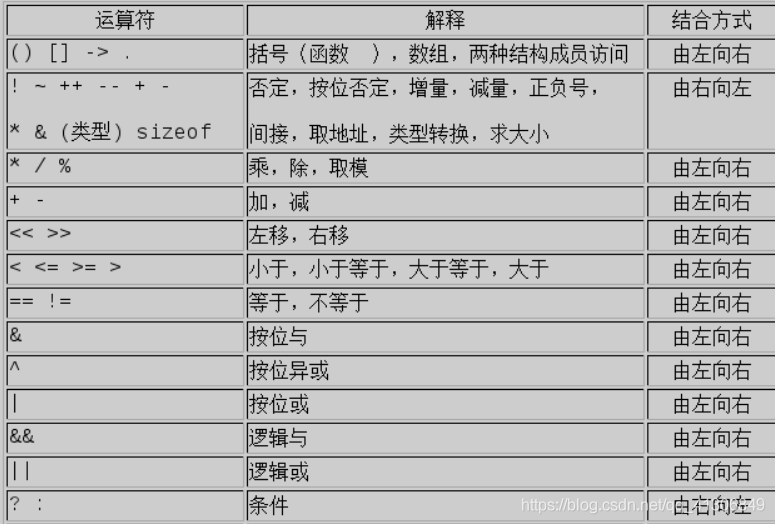 运算符 解释 结合方式
() [] -> . 括号（函数 ），数组，两种结构成员访问 由左向右
! ~ ++ -- + - 否定，按位否定，增量，减量，正负号， 由右向左
* & (类型) sizeof 间接，取地址，类型转换，求大小
* / % 乘，除，取模 由左向右
+ - 加，减 由左向右
<< >> 左移，右移 由左向右
< <= >= > 小于，小于等于，大于等于，大于 由左向右
== != 等于，不等于 由左向右
& 按位与 由左向右
^ 按位异或 由左向右
| 按位或 由左向右
&& 逻辑与 由左向右
|| 逻辑或 由左向右
? : 条件 由右向左
https://blog.csdn.net/